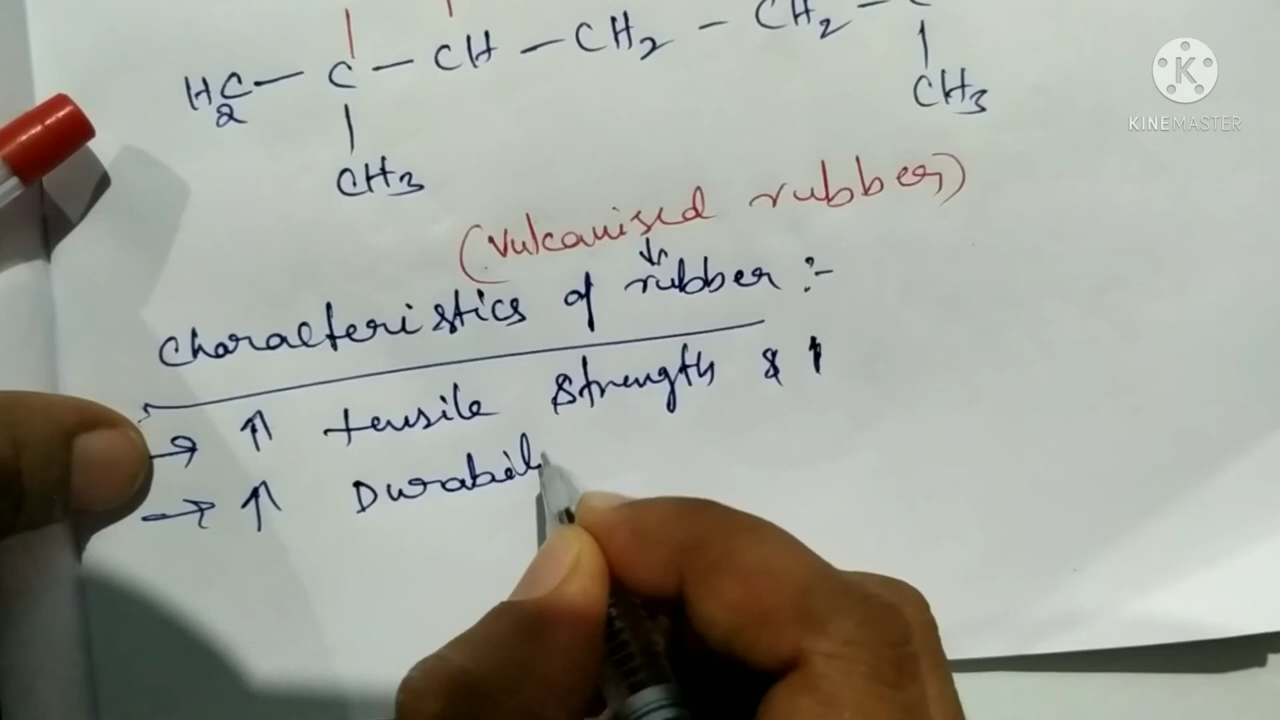 H2C — C — CH — CH2 — CH2 —
CH3
CH3
K
KINEMASTER
(Vulcanised rubber)
Characteristics of rubber :-
→ ↑ tensile strength &
→ ↑ Durabil